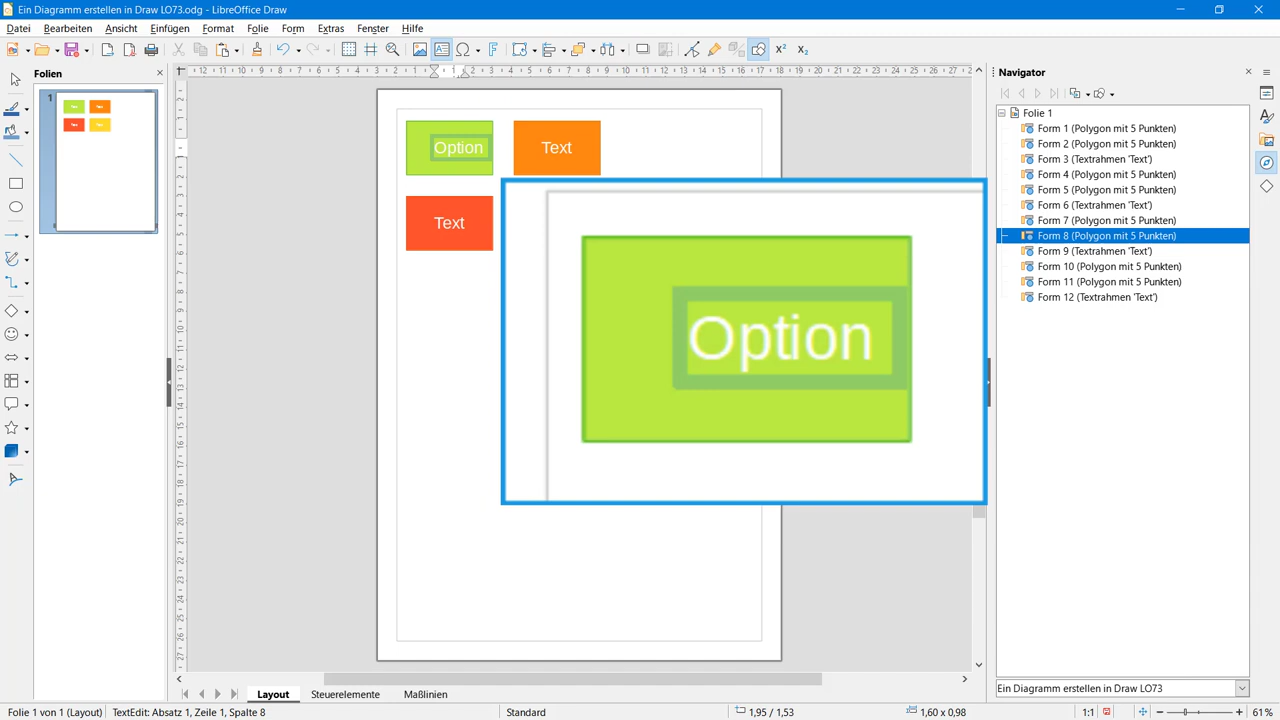 Ein Diagramm erstellen in Draw LO73.odg - LibreOffice Draw
Datei Bearbeiten Ansicht Einfügen Format Folie Form Extras Fenster Hilfe
Folien
1
Option
Text
Text
Option
Navigator
Folie 1
Form 1 (Polygon mit 5 Punkten)
Form 2 (Polygon mit 5 Punkten)
Form 3 (Textrahmen 'Text')
Form 4 (Polygon mit 5 Punkten)
Form 5 (Polygon mit 5 Punkten)
Form 6 (Textrahmen 'Text')
Form 7 (Polygon mit 5 Punkten)
Form 8 (Polygon mit 5 Punkten)
Form 9 (Textrahmen 'Text')
Form 10 (Polygon mit 5 Punkten)
Form 11 (Polygon mit 5 Punkten)
Form 12 (Textrahmen 'Text')
Ein Diagramm erstellen in Draw LO73
Layout Steuerelemente Maßlinien
Folie 1 von 1 (Layout) TextEdit: Absatz 1, Zeile 1, Spalte 8 Standard 1,95 / 1,53 1,60 x 0,98 1:1 61%